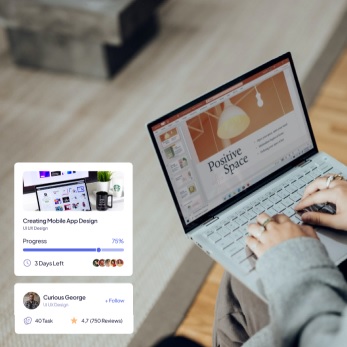 Positive
Space
Creating Mobile App Design
UI UX Design
Progress 75%
3 Days Left
Curious George
UI UX Design
+ Follow
40 Task
4,7 (750 Reviews)